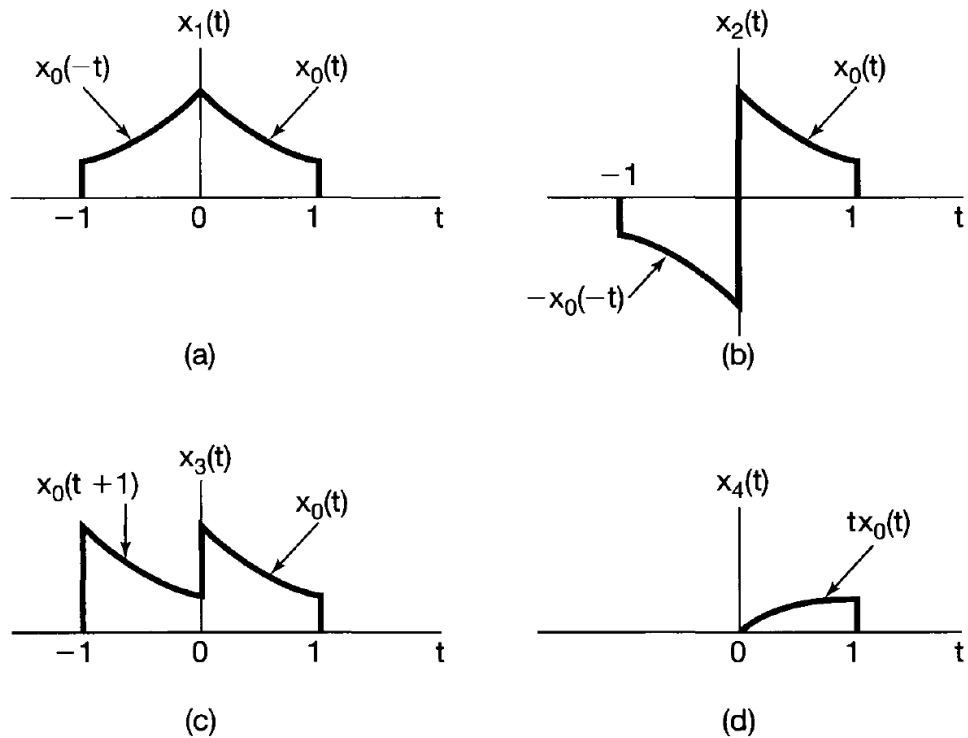 x₁(t)
x₀(−t)
x₀(t)
−1
0
1
t
(a)
x₂(t)
x₀(t)
−1
1
t
−x₀(−t)
(b)
x₃(t)
x₀(t + 1)
x₀(t)
−1
0
1
t
(c)
x₄(t)
tx₀(t)
0
1
t
(d)